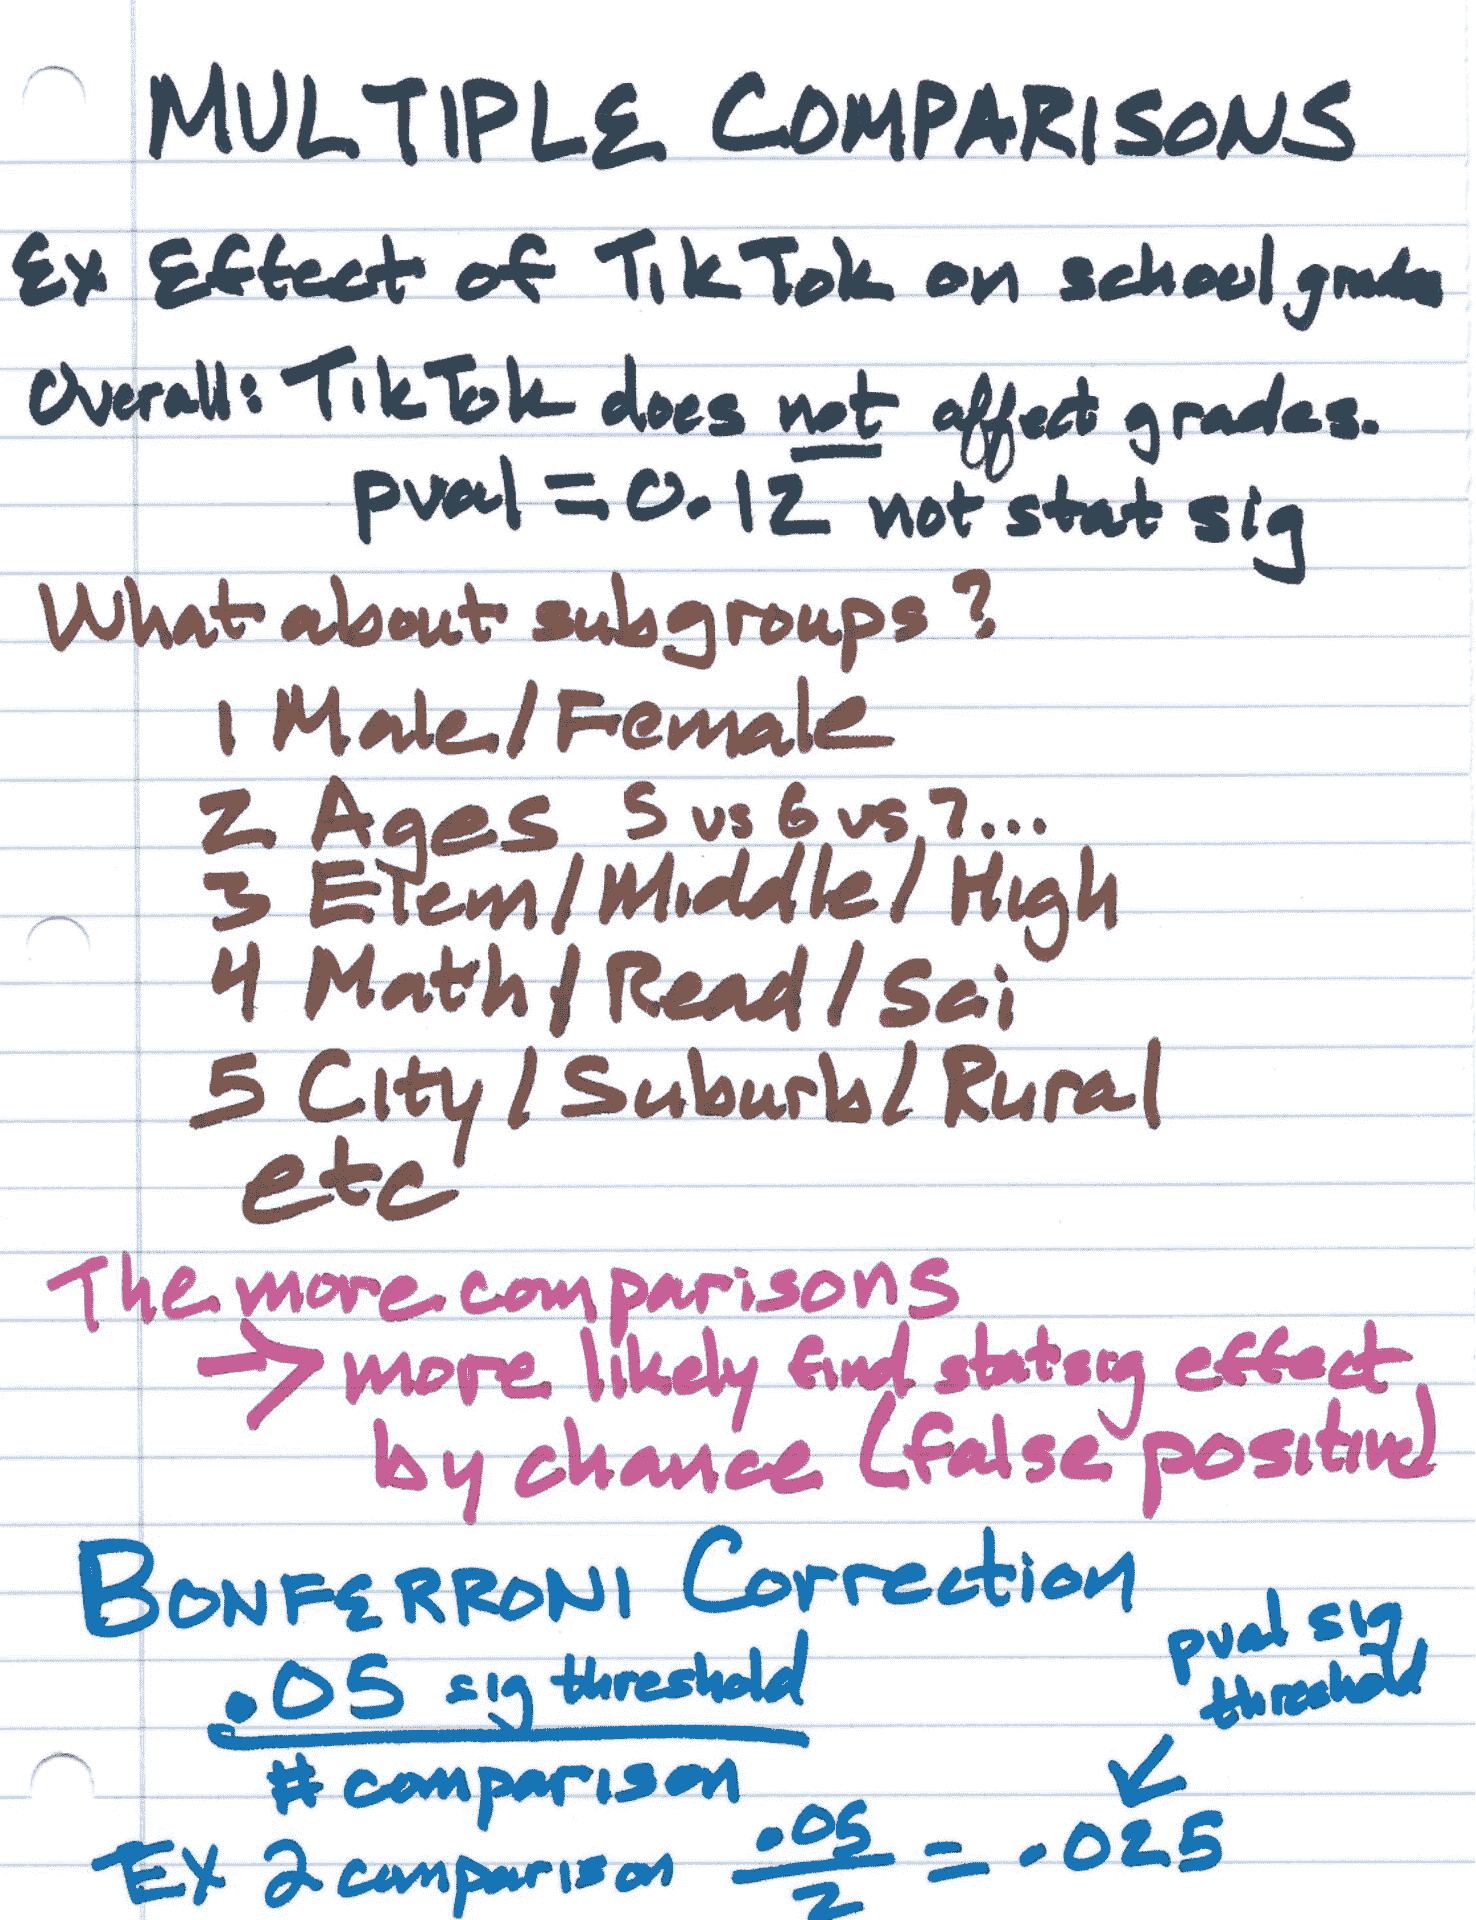 MULTIPLE COMPARISONS
Ex Effect of TikTok on school grades
Overall: TikTok does not affect grades.
pval = 0.12 not stat sig
What about subgroups?
1 Male/Female
2 Ages 5 vs 6 vs 7...
3 Elem/Middle/High
4 Math/Read/Sci
5 City/Suburb/Rural
etc
The more comparisons
→ more likely find stat sig effect
by chance (false positive)
BONFERRONI Correction
.05 sig threshold
# comparison
pval sig
threshold
Ex 2 comparison .05/2 = .025